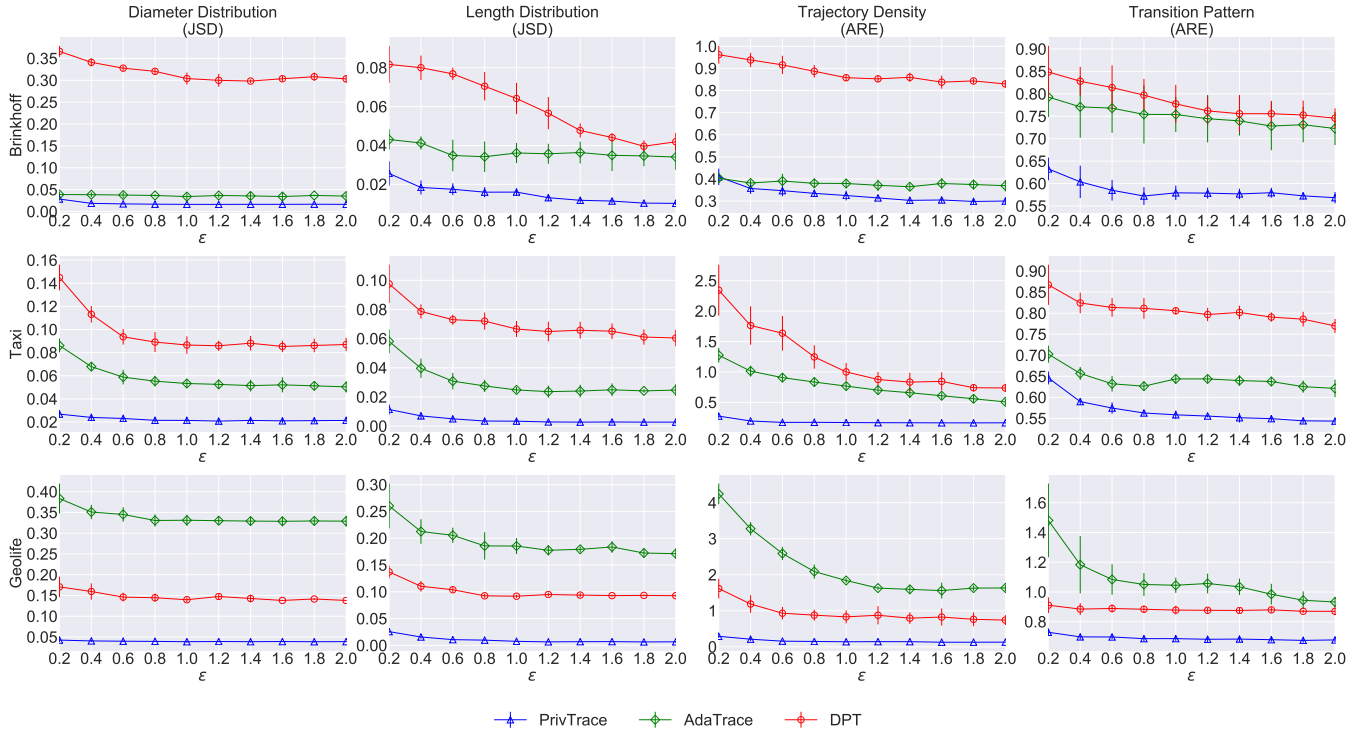 Diameter Distribution
(JSD)
Length Distribution
(JSD)
Trajectory Density
(ARE)
Transition Pattern
(ARE)
Brinkhoff
0.35
0.30
0.25
0.20
0.15
0.10
0.05
0.00
0.2 0.4 0.6 0.8 1.0 1.2 1.4 1.6 1.8 2.0
ε
0.08
0.06
0.04
0.02
0.2 0.4 0.6 0.8 1.0 1.2 1.4 1.6 1.8 2.0
ε
1.0
0.9
0.8
0.7
0.6
0.5
0.4
0.3
0.2 0.4 0.6 0.8 1.0 1.2 1.4 1.6 1.8 2.0
ε
0.90
0.85
0.80
0.75
0.70
0.65
0.60
0.55
0.2 0.4 0.6 0.8 1.0 1.2 1.4 1.6 1.8 2.0
ε
Taxi
0.16
0.14
0.12
0.10
0.08
0.06
0.04
0.02
0.2 0.4 0.6 0.8 1.0 1.2 1.4 1.6 1.8 2.0
ε
0.10
0.08
0.06
0.04
0.02
0.00
0.2 0.4 0.6 0.8 1.0 1.2 1.4 1.6 1.8 2.0
ε
2.5
2.0
1.5
1.0
0.5
0.2 0.4 0.6 0.8 1.0 1.2 1.4 1.6 1.8 2.0
ε
0.90
0.85
0.80
0.75
0.70
0.65
0.60
0.55
0.2 0.4 0.6 0.8 1.0 1.2 1.4 1.6 1.8 2.0
ε
Geolife
0.40
0.35
0.30
0.25
0.20
0.15
0.10
0.05
0.2 0.4 0.6 0.8 1.0 1.2 1.4 1.6 1.8 2.0
ε
0.30
0.25
0.20
0.15
0.10
0.05
0.00
0.2 0.4 0.6 0.8 1.0 1.2 1.4 1.6 1.8 2.0
ε
4
3
2
1
0
0.2 0.4 0.6 0.8 1.0 1.2 1.4 1.6 1.8 2.0
ε
1.6
1.4
1.2
1.0
0.8
0.2 0.4 0.6 0.8 1.0 1.2 1.4 1.6 1.8 2.0
ε
PrivTrace AdaTrace DPT